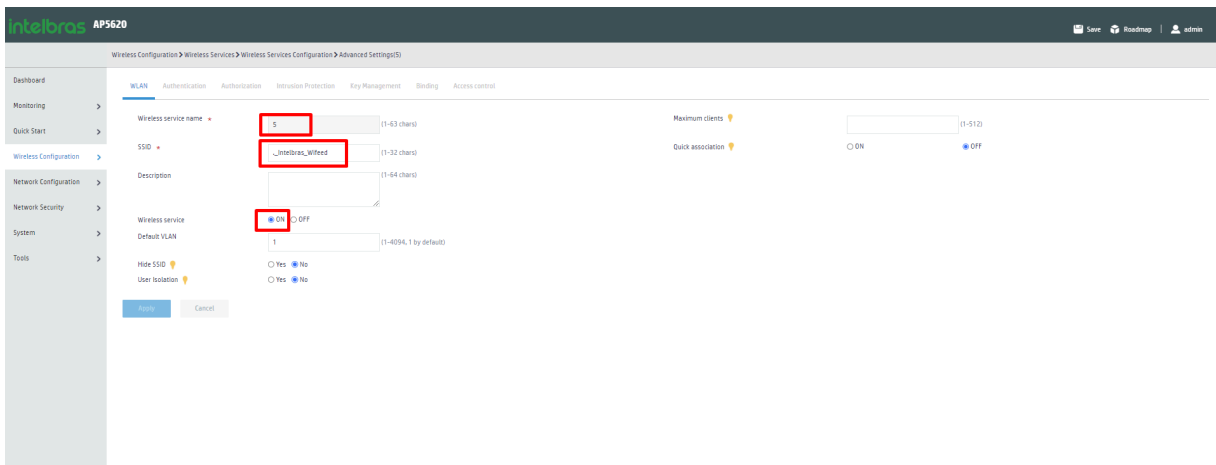 intelbras AP5620
Save Roadmap | admin
Wireless Configuration > Wireless Services > Wireless Services Configuration > Advanced Settings(5)
Dashboard
Monitoring
Quick Start
Wireless Configuration
Network Configuration
Network Security
System
Tools
WLAN Authentication Authorization Intrusion Protection Key Management Binding Access control
Wireless service name * 5 (1-63 chars)
Maximum clients (1-512)
SSID * ._Intelbras_Wifeed (1-32 chars)
Quick association ON OFF
Description (1-64 chars)
Wireless service ON OFF
Default VLAN 1 (1-4094, 1 by default)
Hide SSID Yes No
User Isolation Yes No
Apply Cancel